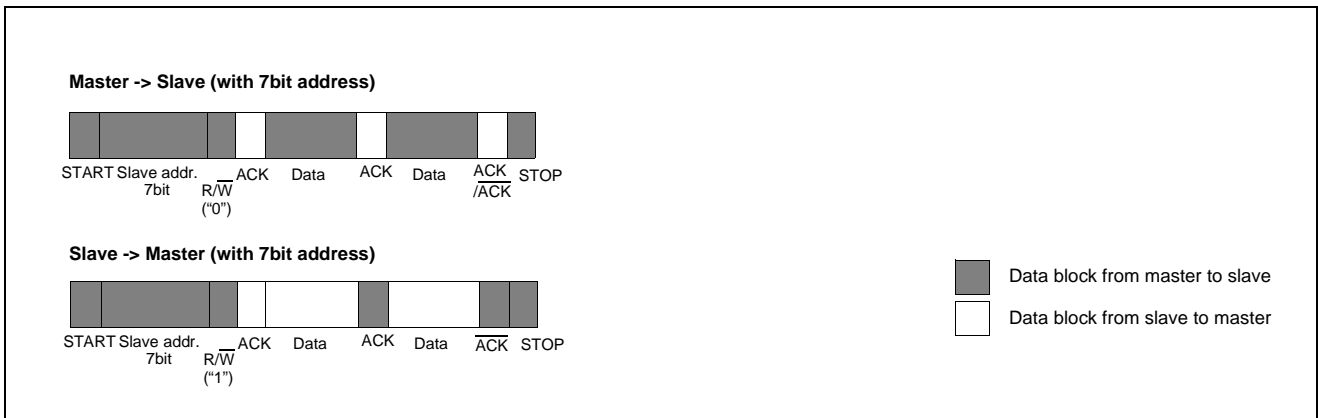 Master -> Slave (with 7bit address)
START Slave addr. 7bit R/W̅ ("0") ACK Data ACK Data ACK /A̅C̅K̅ STOP
Slave -> Master (with 7bit address)
START Slave addr. 7bit R/W̅ ("1") ACK Data ACK Data A̅C̅K̅ STOP
Data block from master to slave
Data block from slave to master